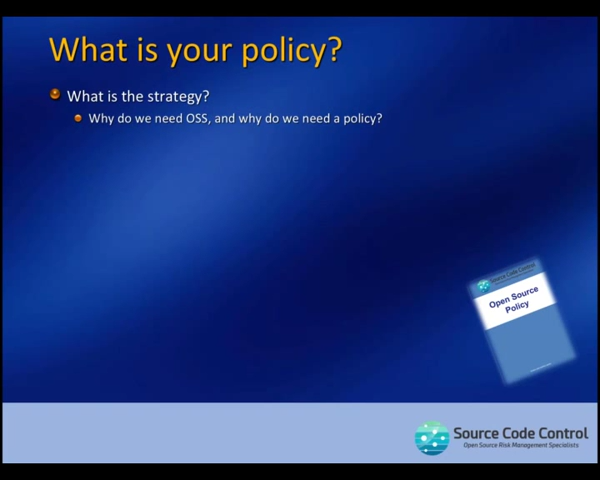 What is your policy?
What is the strategy?
Why do we need OSS, and why do we need a policy?
Source Code Control
Open Source
Policy
Source Code Control
Open Source Risk Management Specialists